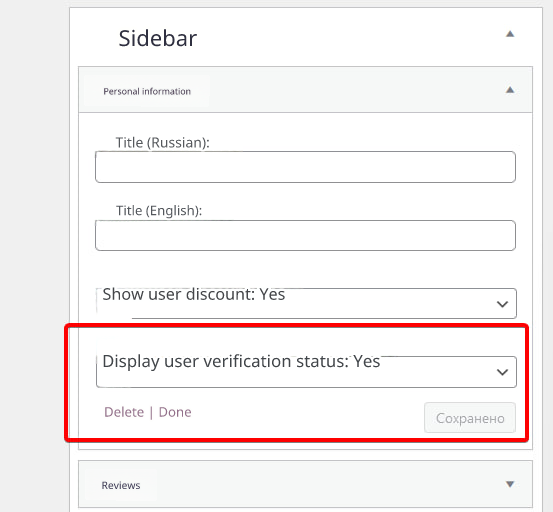 Sidebar
Personal information
Title (Russian):
Title (English):
Show user discount: Yes
Display user verification status: Yes
Delete | Done
Сохранено
Reviews